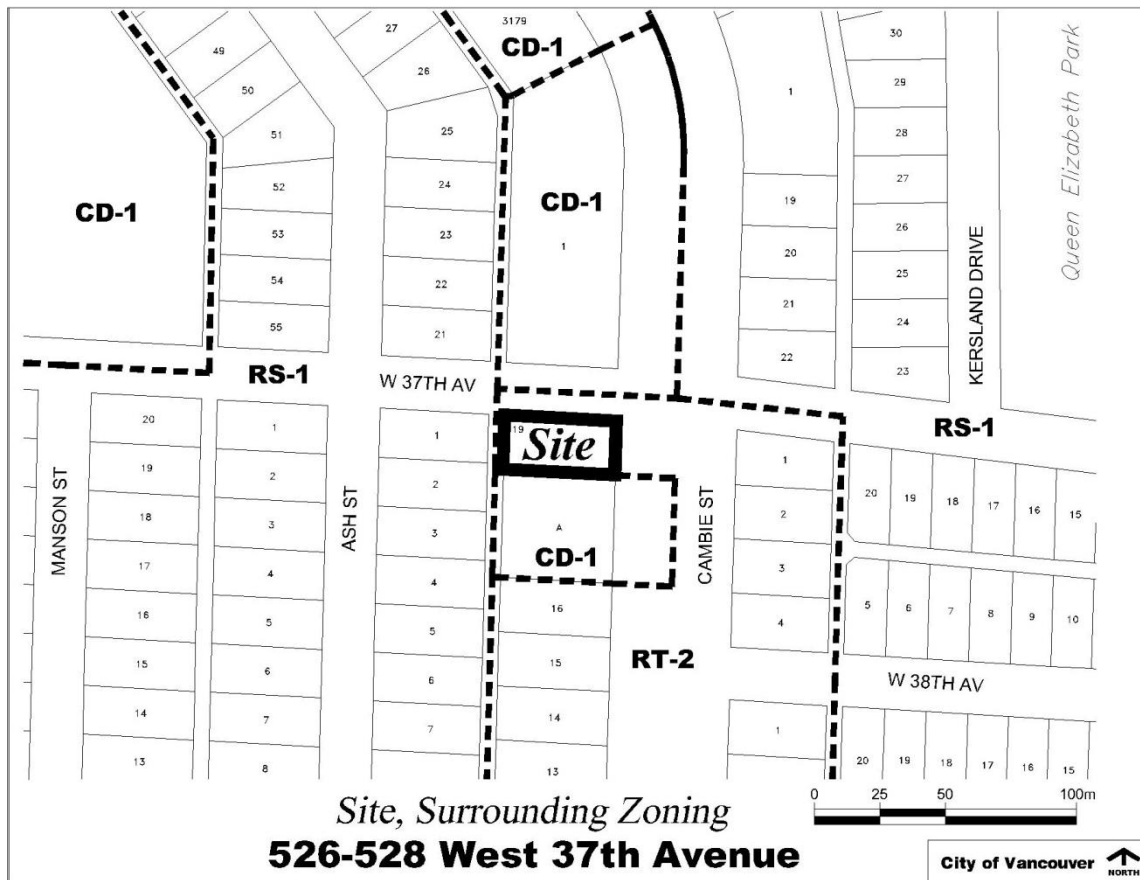 3179
CD-1
27
26
49
50
51
52
53
54
55
25
24
23
22
21
CD-1
CD-1
1
1
19
20
21
22
30
29
28
27
26
25
24
23
Queen Elizabeth Park
KERSLAND DRIVE
RS-1
W 37TH AV
RS-1
MANSON ST
20
19
18
17
16
15
14
13
1
2
3
4
5
6
7
8
ASH ST
1
2
3
4
5
6
7
19
Site
A
CD-1
16
15
14
13
CAMBIE ST
RT-2
1
2
3
4
1
20 19 18 17 16 15
5 6 7 8 9 10
W 38TH AV
20 19 18 17 16 15
0 25 50 100m
Site, Surrounding Zoning
526-528 West 37th Avenue
City of Vancouver
NORTH